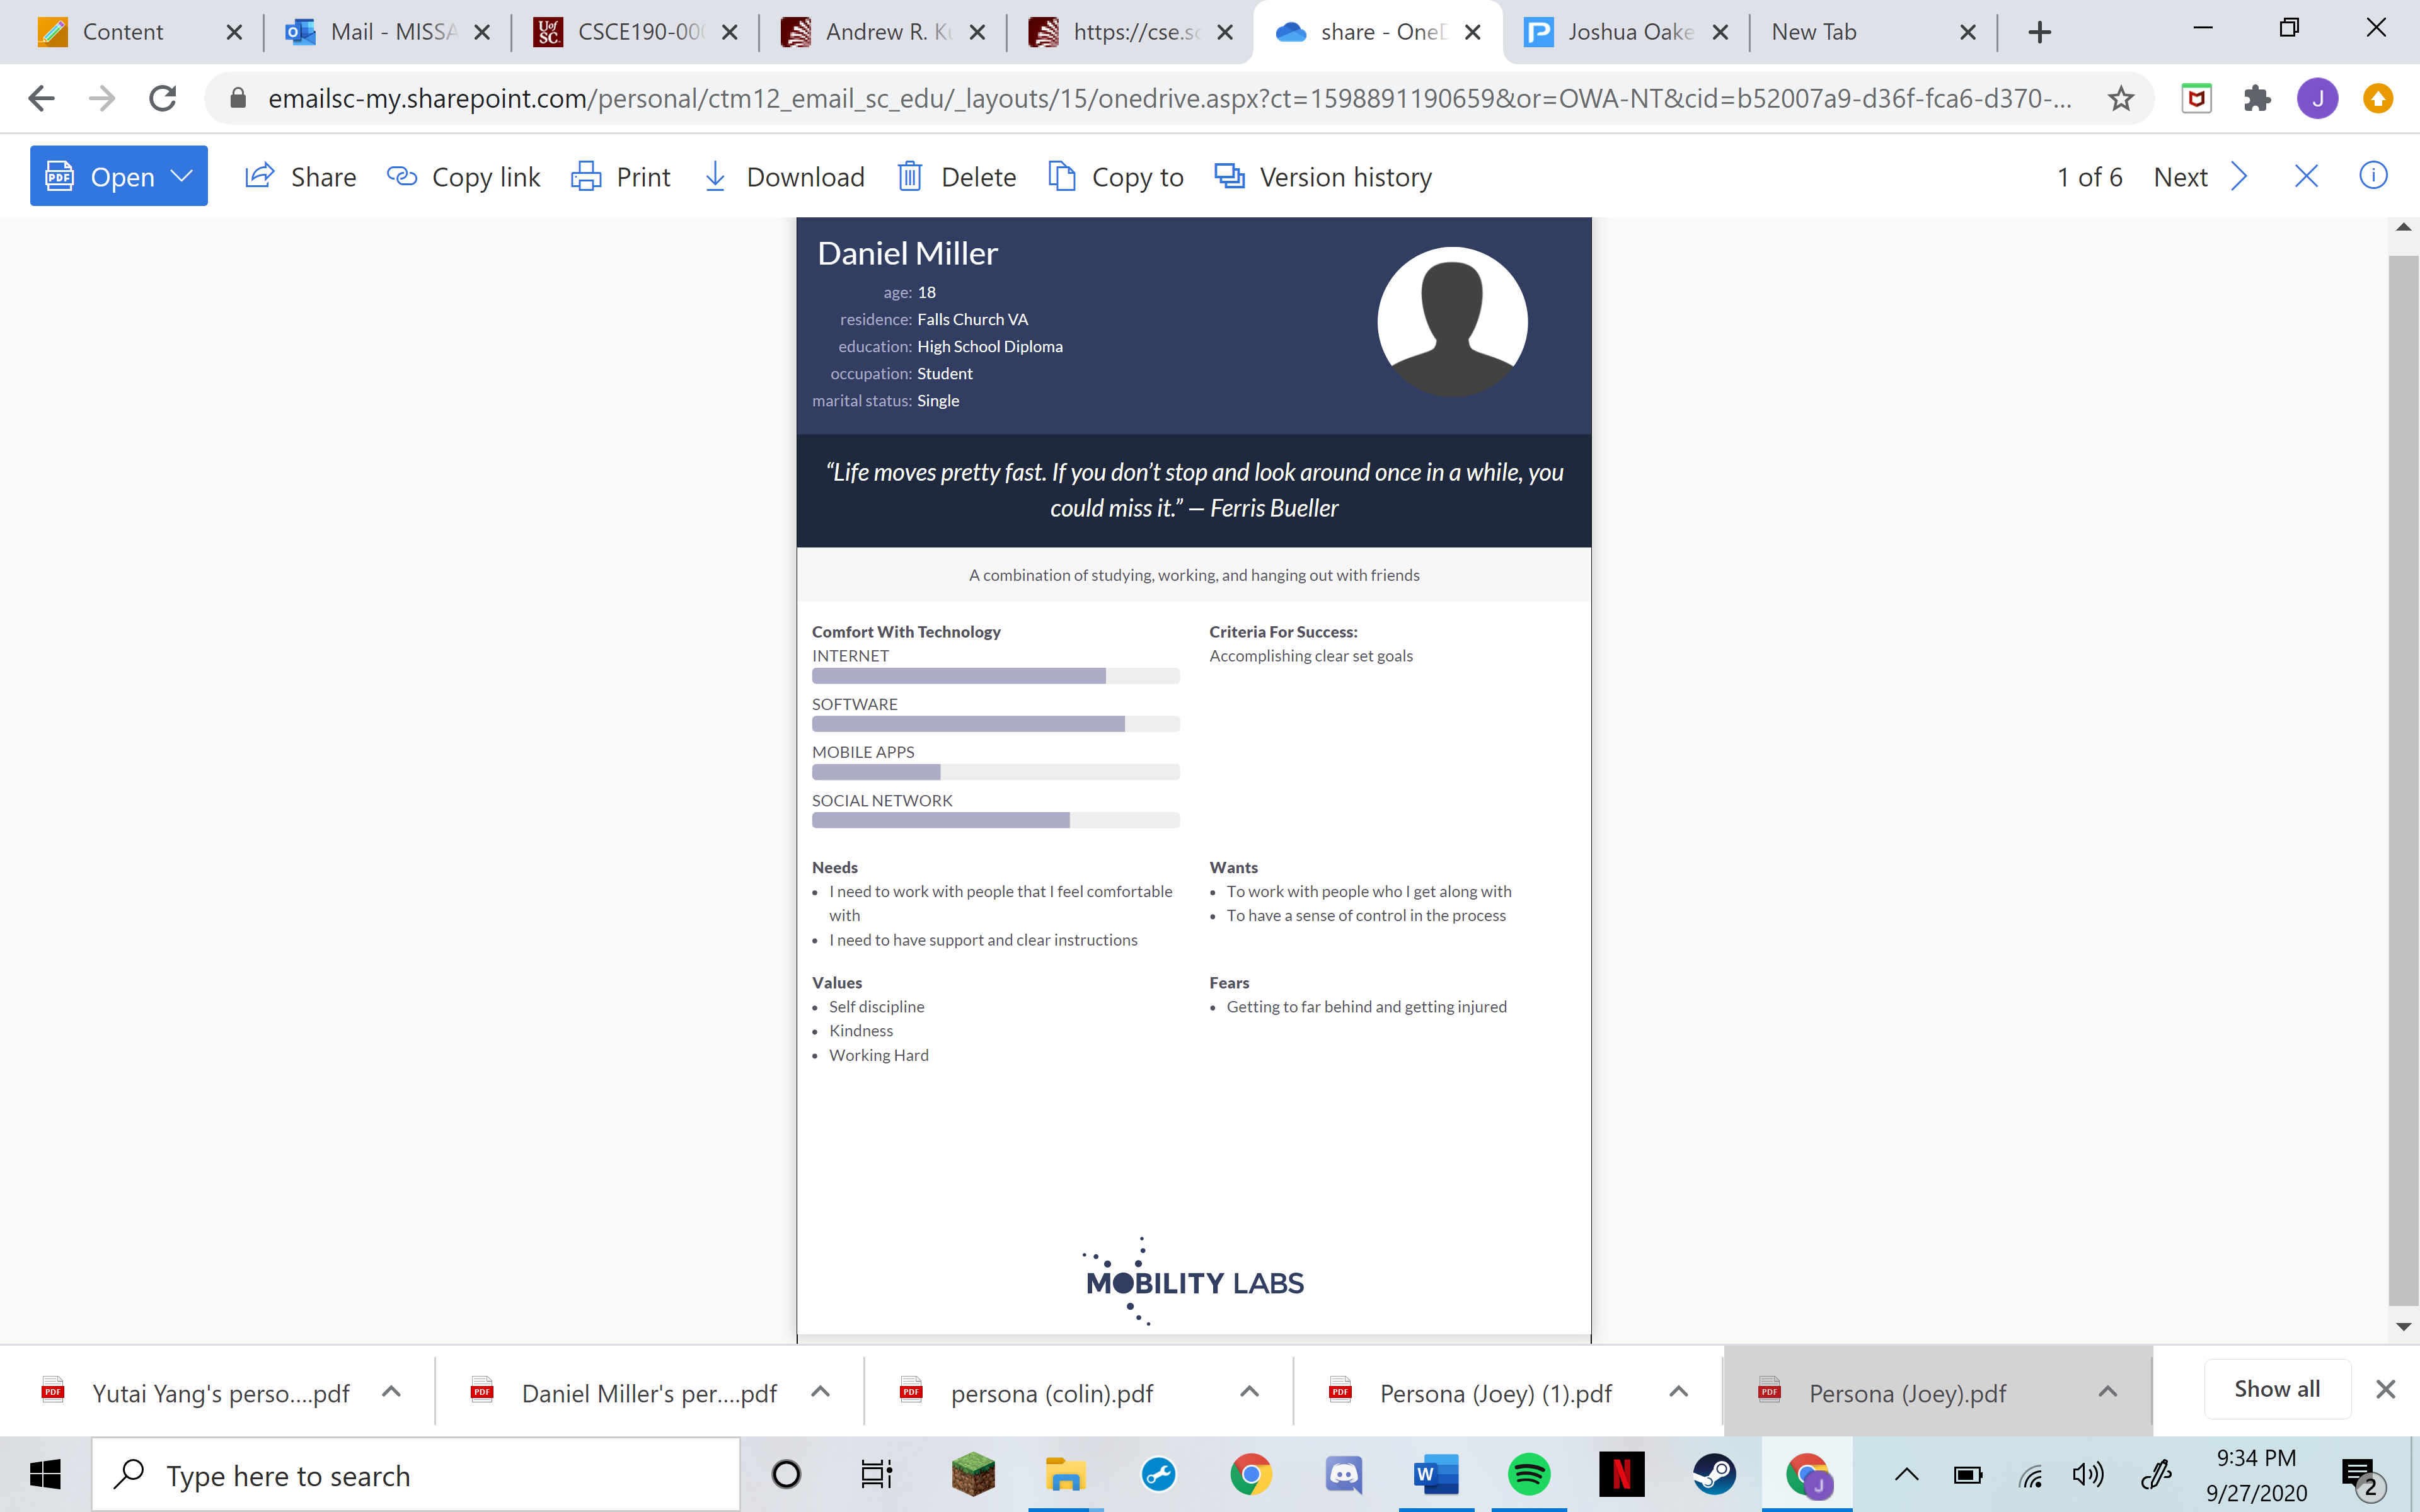 Content
Mail - MISSA
CSCE190-000
Andrew R. Ku
https://cse.sc
share - OneD
Joshua Oake
New Tab
emailsc-my.sharepoint.com/personal/ctm12_email_sc_edu/_layouts/15/onedrive.aspx?ct=1598891190659&or=OWA-NT&cid=b52007a9-d36f-fca6-d370-...
J
PDF Open Share Copy link Print Download Delete Copy to Version history 1 of 6 Next
Daniel Miller
age: 18
residence: Falls Church VA
education: High School Diploma
occupation: Student
marital status: Single
“Life moves pretty fast. If you don’t stop and look around once in a while, you
could miss it.” — Ferris Bueller
A combination of studying, working, and hanging out with friends
Comfort With Technology
INTERNET
SOFTWARE
MOBILE APPS
SOCIAL NETWORK
Criteria For Success:
Accomplishing clear set goals
Needs
• I need to work with people that I feel comfortable
with
• I need to have support and clear instructions
Wants
• To work with people who I get along with
• To have a sense of control in the process
Values
• Self discipline
• Kindness
• Working Hard
Fears
• Getting to far behind and getting injured
MOBILITY LABS
Yutai Yang's perso....pdf
Daniel Miller's per....pdf
persona (colin).pdf
Persona (Joey) (1).pdf
Persona (Joey).pdf
Show all
Type here to search
9:34 PM
9/27/2020
2